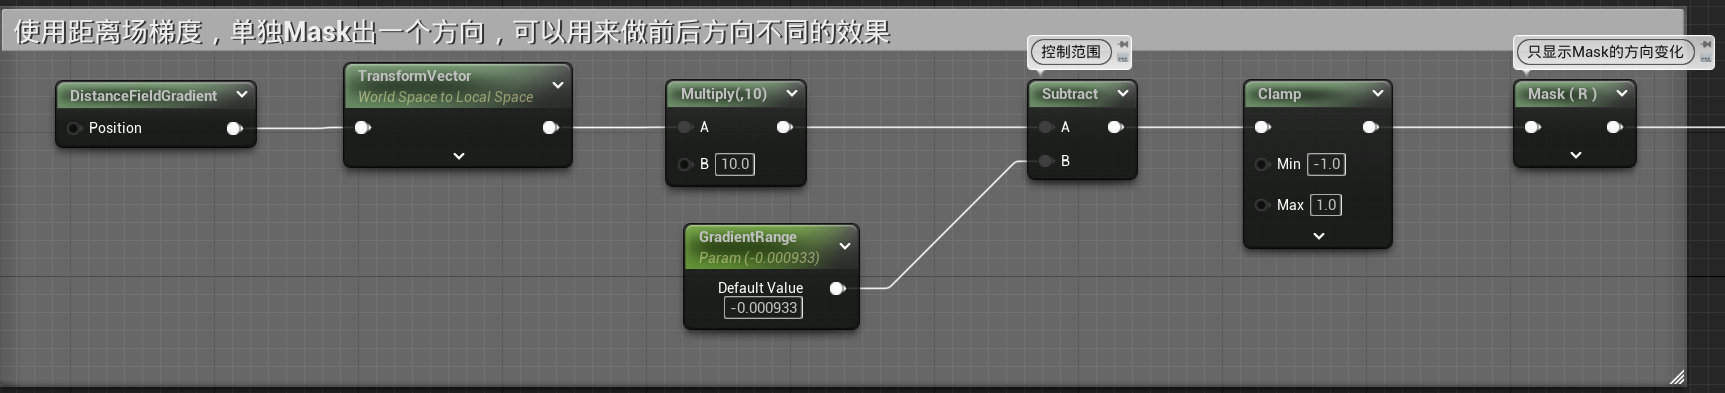 使用距离场梯度，单独Mask出一个方向，可以用来做前后方向不同的效果
控制范围
只显示Mask的方向变化
DistanceFieldGradient
Position
TransformVector
World Space to Local Space
Multiply(,10)
A
B 10.0
GradientRange
Param (-0.000933)
Default Value
-0.000933
Subtract
A
B
Clamp
Min -1.0
Max 1.0
Mask ( R )